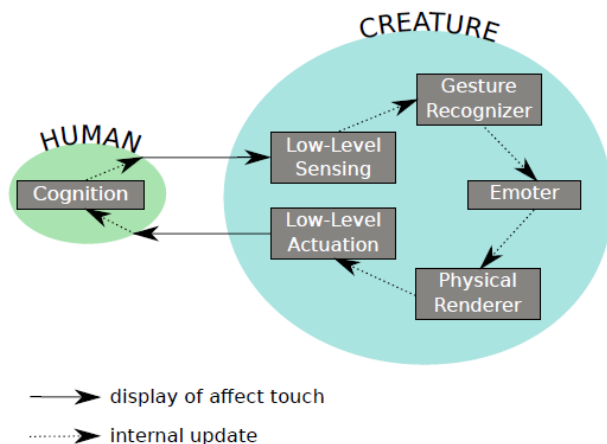 CREATURE
HUMAN
Gesture
Recognizer
Low-Level
Sensing
Cognition
Emoter
Low-Level
Actuation
Physical
Renderer
display of affect touch
internal update